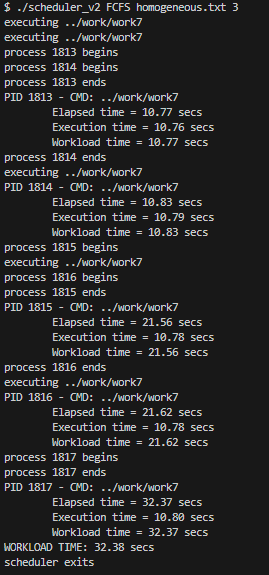 $ ./scheduler_v2 FCFS homogeneous.txt 3
executing ../work/work7
executing ../work/work7
process 1813 begins
process 1814 begins
process 1813 ends
PID 1813 - CMD: ../work/work7
Elapsed time = 10.77 secs
Execution time = 10.76 secs
Workload time = 10.77 secs
process 1814 ends
executing ../work/work7
PID 1814 - CMD: ../work/work7
Elapsed time = 10.83 secs
Execution time = 10.79 secs
Workload time = 10.83 secs
process 1815 begins
executing ../work/work7
process 1816 begins
process 1815 ends
PID 1815 - CMD: ../work/work7
Elapsed time = 21.56 secs
Execution time = 10.78 secs
Workload time = 21.56 secs
process 1816 ends
executing ../work/work7
PID 1816 - CMD: ../work/work7
Elapsed time = 21.62 secs
Execution time = 10.78 secs
Workload time = 21.62 secs
process 1817 begins
process 1817 ends
PID 1817 - CMD: ../work/work7
Elapsed time = 32.37 secs
Execution time = 10.80 secs
Workload time = 32.37 secs
WORKLOAD TIME: 32.38 secs
scheduler exits